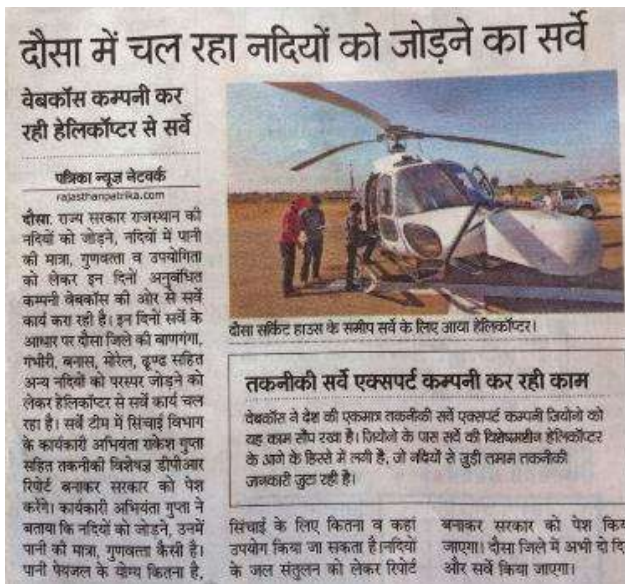 दौसा में चल रहा नदियों को जोड़ने का सर्वे
वेबकॉस कम्पनी कर
रही हेलिकॉप्टर से सर्वे
पत्रिका न्यूज नेटवर्क
rajasthanpatrika.com
दौसा. राज्य सरकार राजस्थान की
नदियों को जोड़ने, नदियों में पानी
की मात्रा, गुणवत्ता व उपयोगिता
को लेकर इन दिनों अनुबंधित
कम्पनी वेबकॉस की ओर से सर्वे
कार्य करा रही है। इन दिनों सर्वे के
आधार पर दौसा जिले की बाणगंगा,
गंभीरी, बनास, मोरेल, ढूण्ड सहित
अन्य नदियों को परस्पर जोड़ने को
लेकर हेलिकॉप्टर से सर्वे कार्य चल
रहा है। सर्वे टीम में सिंचाई विभाग
के कार्यकारी अभियंता राकेश गुप्ता
सहित तकनीकी विशेषज्ञ डीपीआर
रिपोर्ट बनाकर सरकार को पेश
करेंगे। कार्यकारी अभियंता गुप्ता ने
बताया कि नदियों को जोड़ने, उनमें
पानी की मात्रा, गुणवत्ता कैसी है।
पानी पेयजल के योग्य कितना है,
दौसा सर्किट हाउस के समीप सर्वे के लिए आया हेलिकॉप्टर।
तकनीकी सर्वे एक्सपर्ट कम्पनी कर रही काम
वेबकॉस ने देश की एकमात्र तकनीकी सर्वे एक्सपर्ट कम्पनी जियोनो को
यह काम सौंप रखा है। जियोनो के पास सर्वे की विशेषमशीन हेलिकॉप्टर
के आगे के हिस्से में लगी है, जो नदियों से जुड़ी तमाम तकनीकी
जानकारी जुटा रही है।
सिंचाई के लिए कितना व कहां
उपयोग किया जा सकता है।नदियों
के जल संतुलन को लेकर रिपोर्ट
बनाकर सरकार को पेश किय
जाएगा। दौसा जिले में अभी दो दि
और सर्वे किया जाएगा।